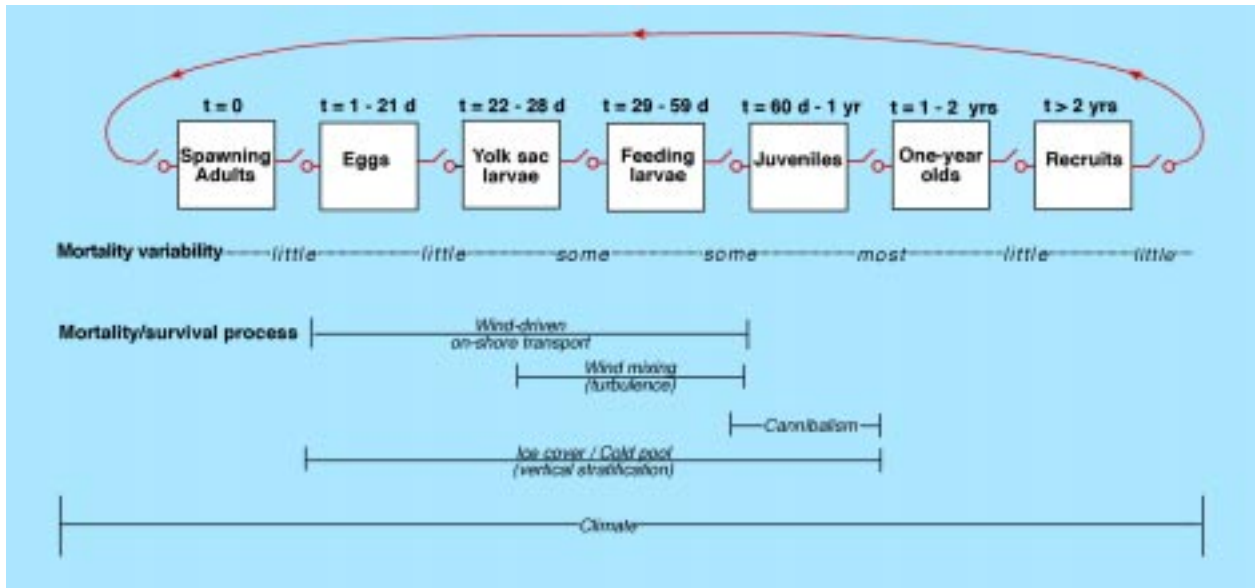 t = 0 t = 1 - 21 d t = 22 - 28 d t = 29 - 59 d t = 60 d - 1 yr t = 1 - 2 yrs t > 2 yrs
Spawning
Adults
Eggs
Yolk sac
larvae
Feeding
larvae
Juveniles
One-year
olds
Recruits
Mortality variability little little some some most little little
Mortality/survival process
Wind-driven
on-shore transport
Wind mixing
(turbulence)
Cannibalism
Ice cover / Cold pool
(vertical stratification)
Climate